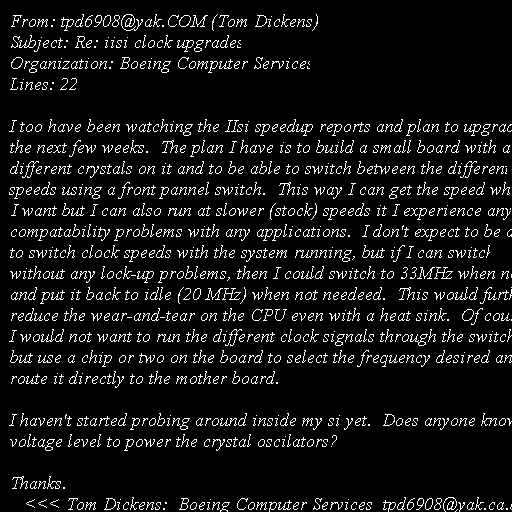 From: tpd6908@yak.COM (Tom Dickens)
Subject: Re: iisi clock upgrades
Organization: Boeing Computer Services
Lines: 22

I too have been watching the IIsi speedup reports and plan to upgrad
the next few weeks.  The plan I have is to build a small board with a
different crystals on it and to be able to switch between the different
speeds using a front pannel switch.  This way I can get the speed wh
I want but I can also run at slower (stock) speeds it I experience any
compatability problems with any applications.  I don't expect to be a
to switch clock speeds with the system running, but if I can switch
without any lock-up problems, then I could switch to 33MHz when n
and put it back to idle (20 MHz) when not needeed.  This would furt
reduce the wear-and-tear on the CPU even with a heat sink.  Of cou
I would not want to run the different clock signals through the switch
but use a chip or two on the board to select the frequency desired an
route it directly to the mother board.

I haven't started probing around inside my si yet.  Does anyone know
voltage level to power the crystal oscilators?

Thanks.
<<< Tom Dickens:  Boeing Computer Services  tpd6908@yak.ca.